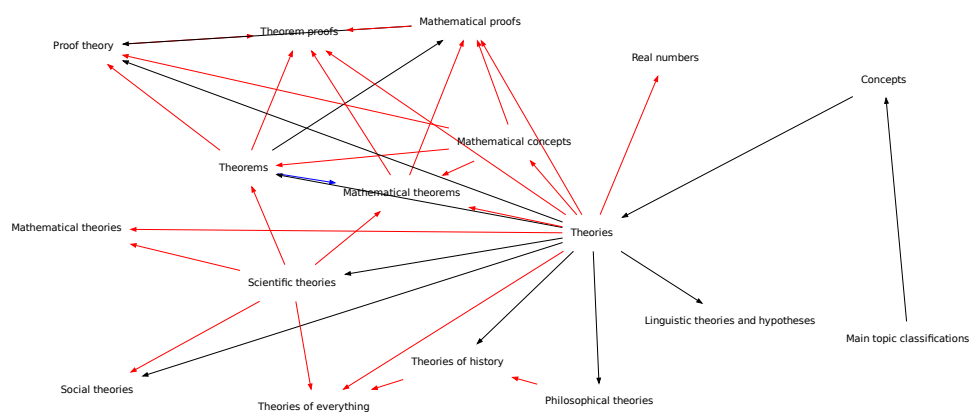 Mathematical proofs
Theorem proofs
Proof theory
Real numbers
Concepts
Mathematical concepts
Theorems
Mathematical theorems
Mathematical theories
Theories
Scientific theories
Linguistic theories and hypotheses
Main topic classifications
Theories of history
Social theories
Philosophical theories
Theories of everything